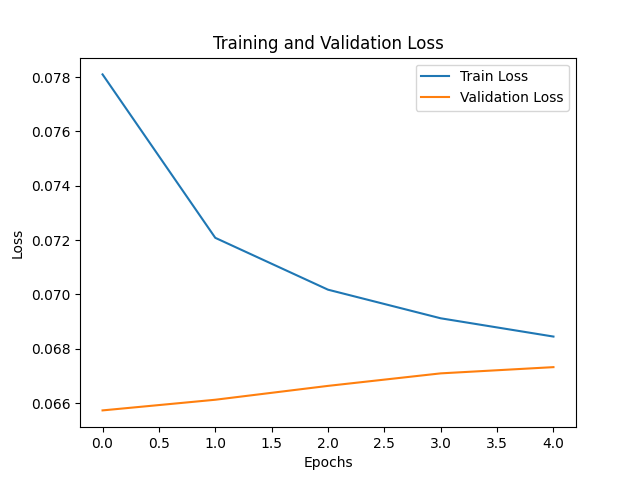 Training and Validation Loss
Train Loss
Validation Loss
0.078
0.076
0.074
0.072
0.070
0.068
0.066
Loss
0.0 0.5 1.0 1.5 2.0 2.5 3.0 3.5 4.0
Epochs